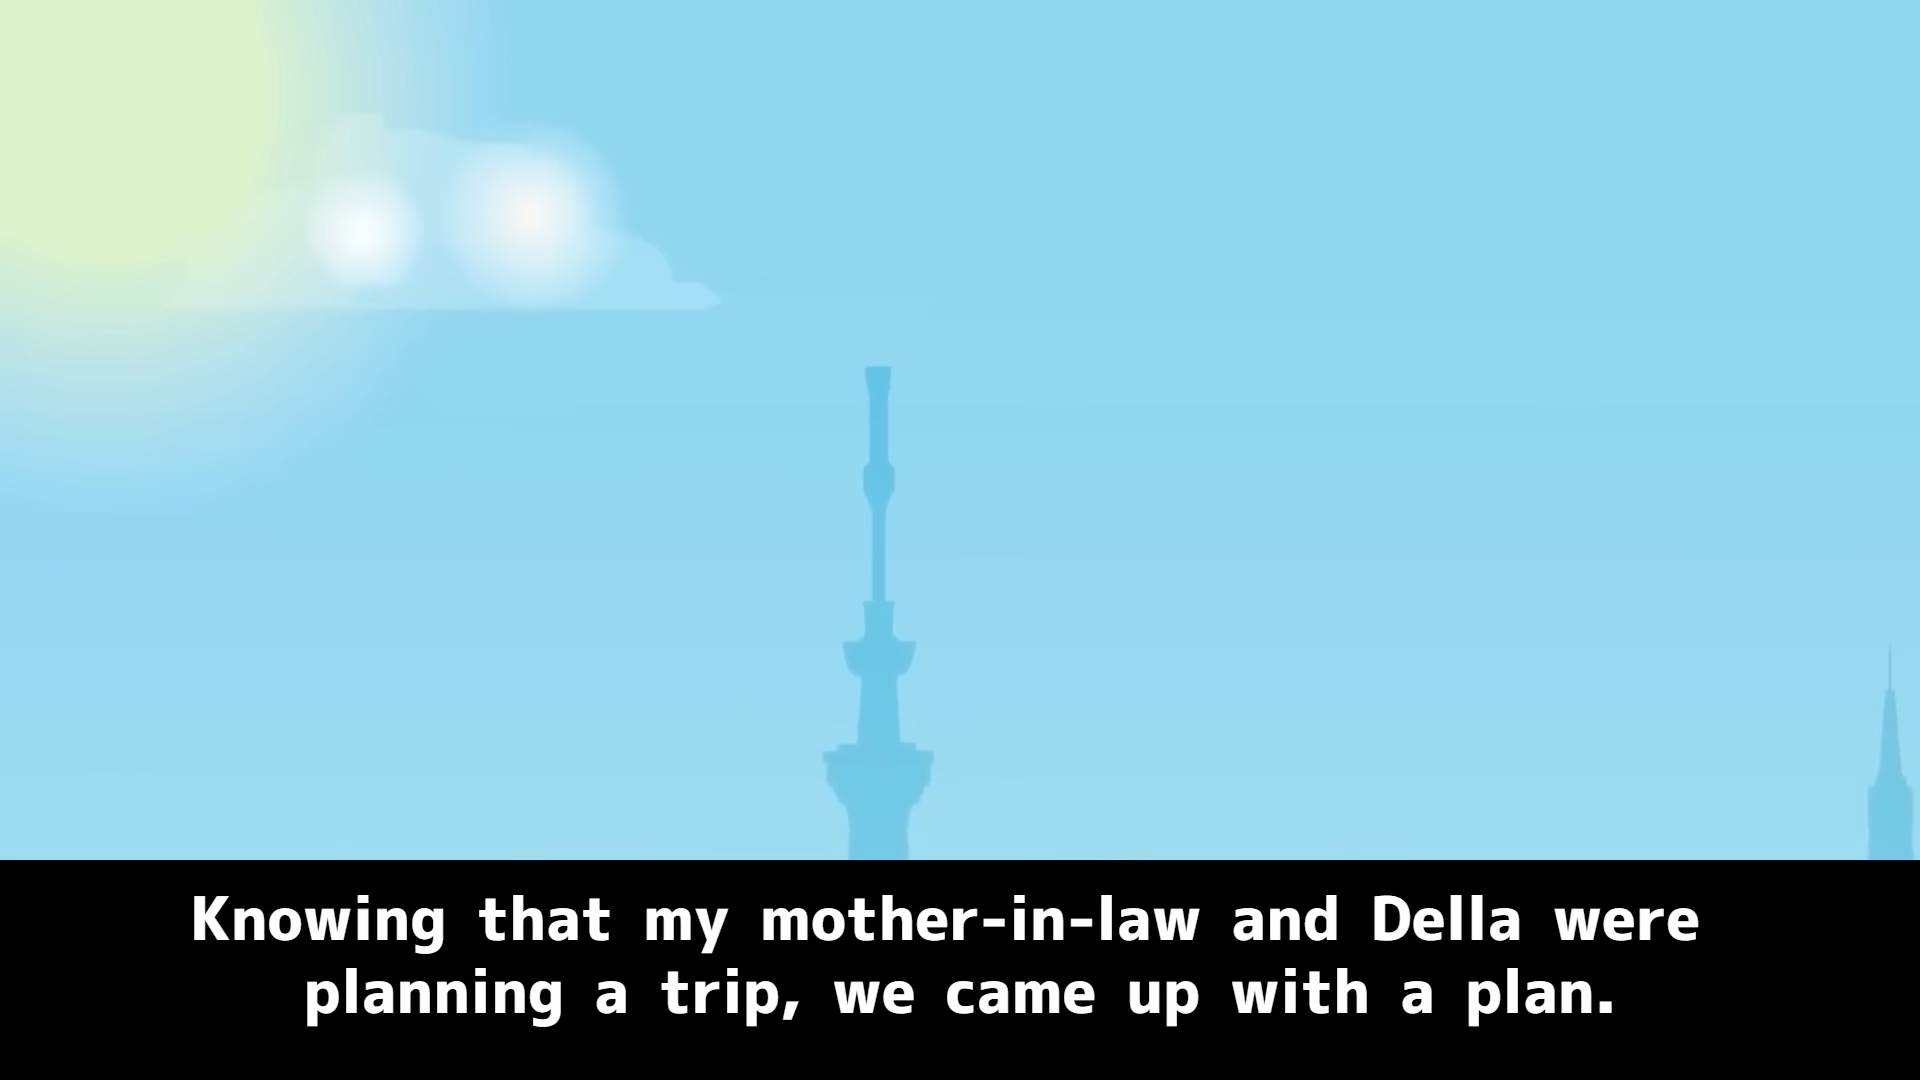 Knowing that my mother-in-law and Della were
planning a trip, we came up with a plan.